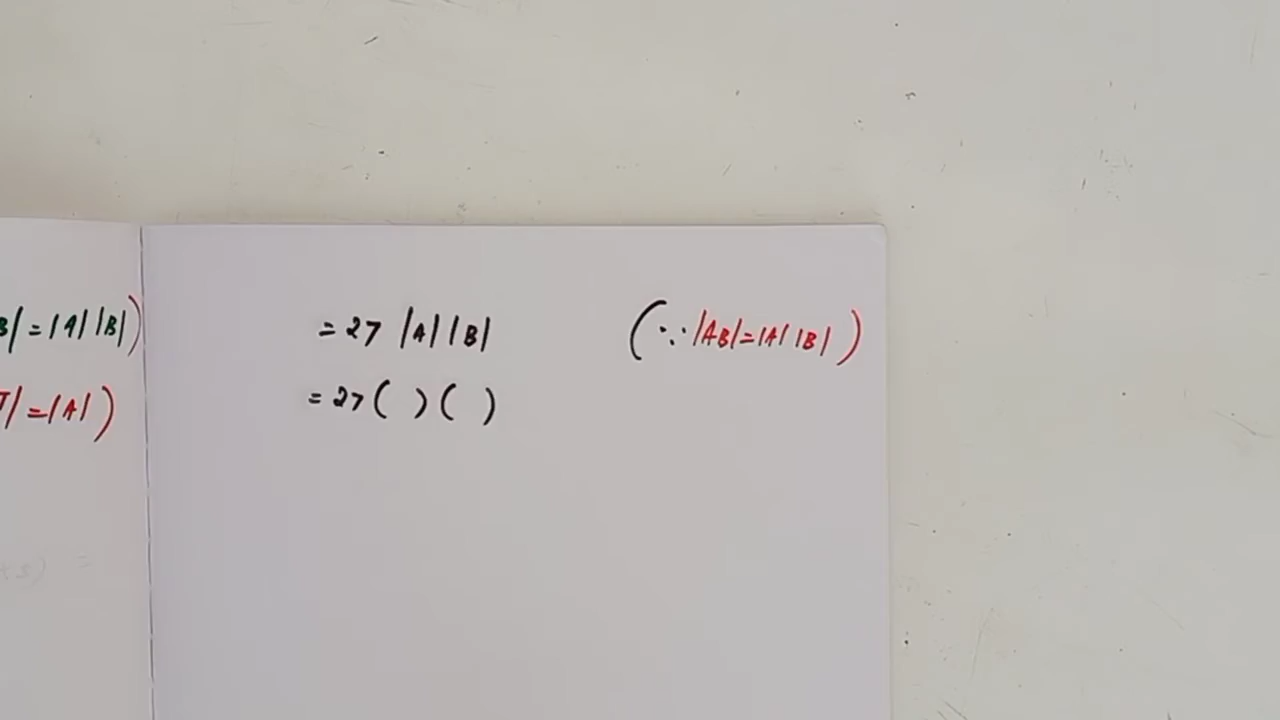 B|=|A||B|)
T|=|A|)
= 27 |A||B| (∵|AB|=|A||B|)
= 27( )( )